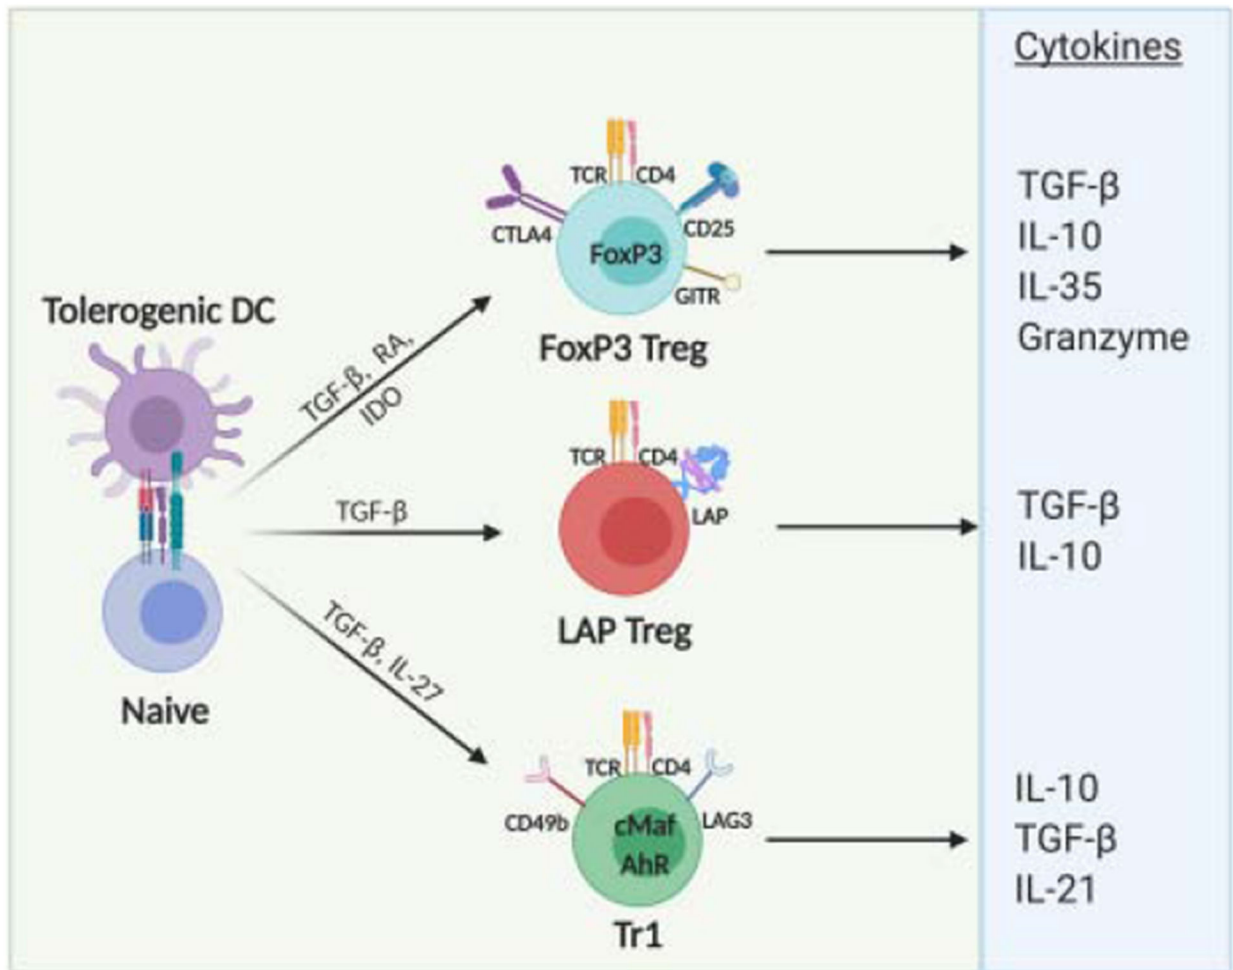 Cytokines
Tolerogenic DC
Naive
TGF-β, RA,
IDO
TGF-β
TGF-β, IL-27
TCR
CD4
CTLA4
CD25
FoxP3
GITR
FoxP3 Treg
TGF-β
IL-10
IL-35
Granzyme
TCR
CD4
LAP
LAP Treg
TGF-β
IL-10
TCR
CD4
CD49b
LAG3
cMaf
AhR
Tr1
IL-10
TGF-β
IL-21